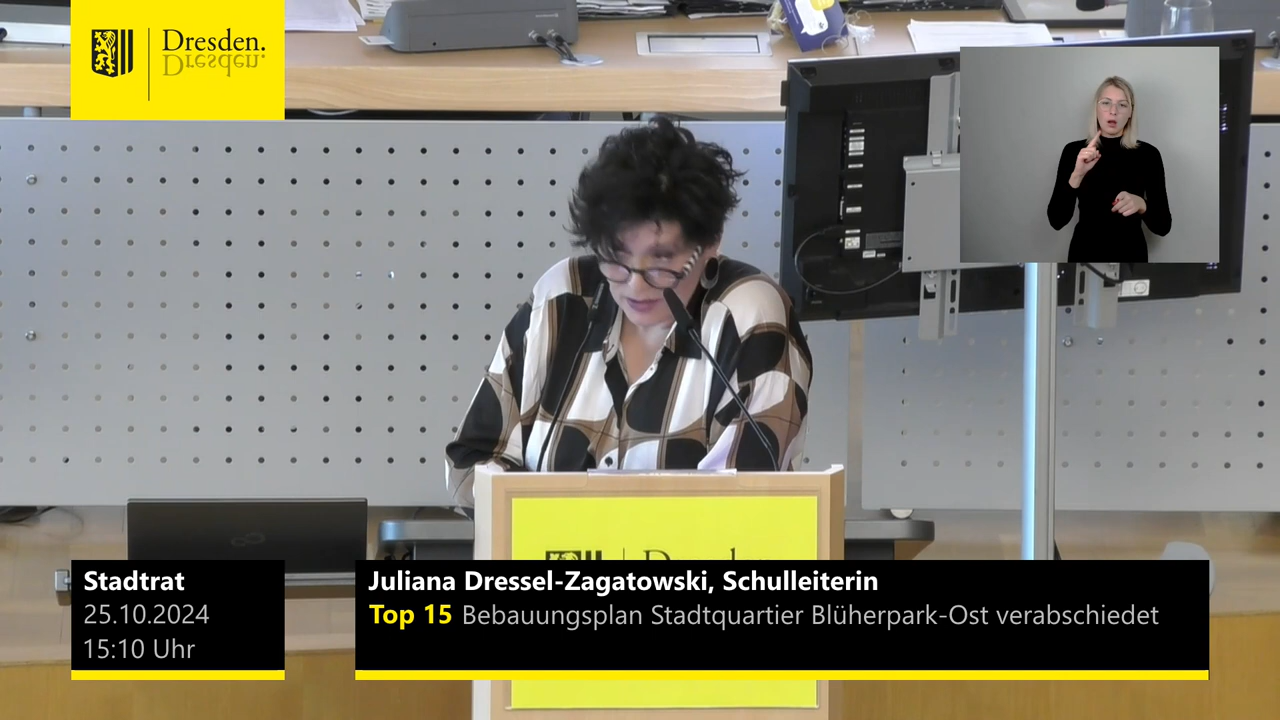 Dresden.
Dresden.
Stadtrat
25.10.2024
15:10 Uhr
Juliana Dressel-Zagatowski, Schulleiterin
Top 15 Bebauungsplan Stadtquartier Blüherpark-Ost verabschiedet